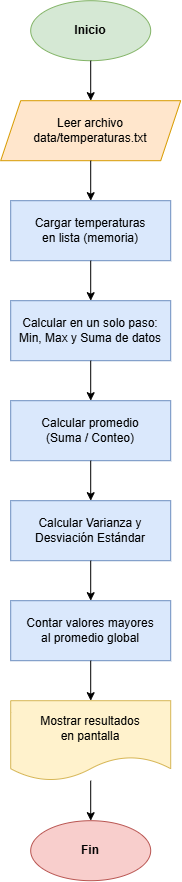 Inicio
Leer archivo
data/temperaturas.txt
Cargar temperaturas
en lista (memoria)
Calcular en un solo paso:
Min, Max y Suma de datos
Calcular promedio
(Suma / Conteo)
Calcular Varianza y
Desviación Estándar
Contar valores mayores
al promedio global
Mostrar resultados
en pantalla
Fin